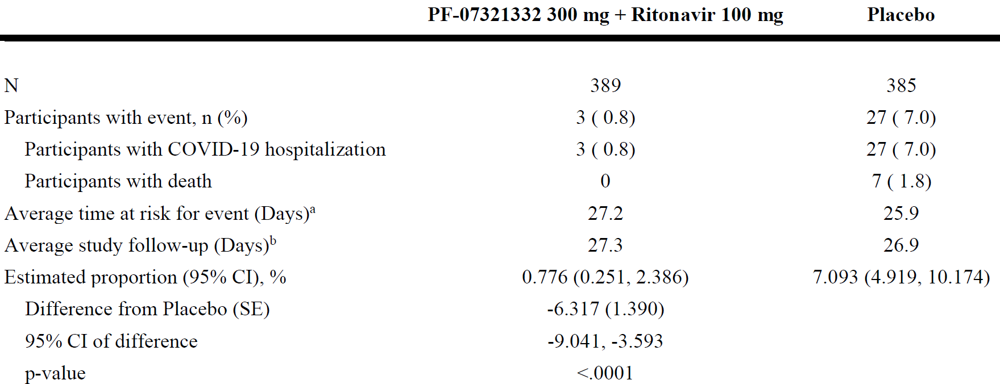 PF-07321332 300 mg + Ritonavir 100 mg Placebo
N 389 385
Participants with event, n (%) 3 ( 0.8) 27 ( 7.0)
Participants with COVID-19 hospitalization 3 ( 0.8) 27 ( 7.0)
Participants with death 0 7 ( 1.8)
Average time at risk for event (Days)a 27.2 25.9
Average study follow-up (Days)b 27.3 26.9
Estimated proportion (95% CI), % 0.776 (0.251, 2.386) 7.093 (4.919, 10.174)
Difference from Placebo (SE) -6.317 (1.390)
95% CI of difference -9.041, -3.593
p-value <.0001